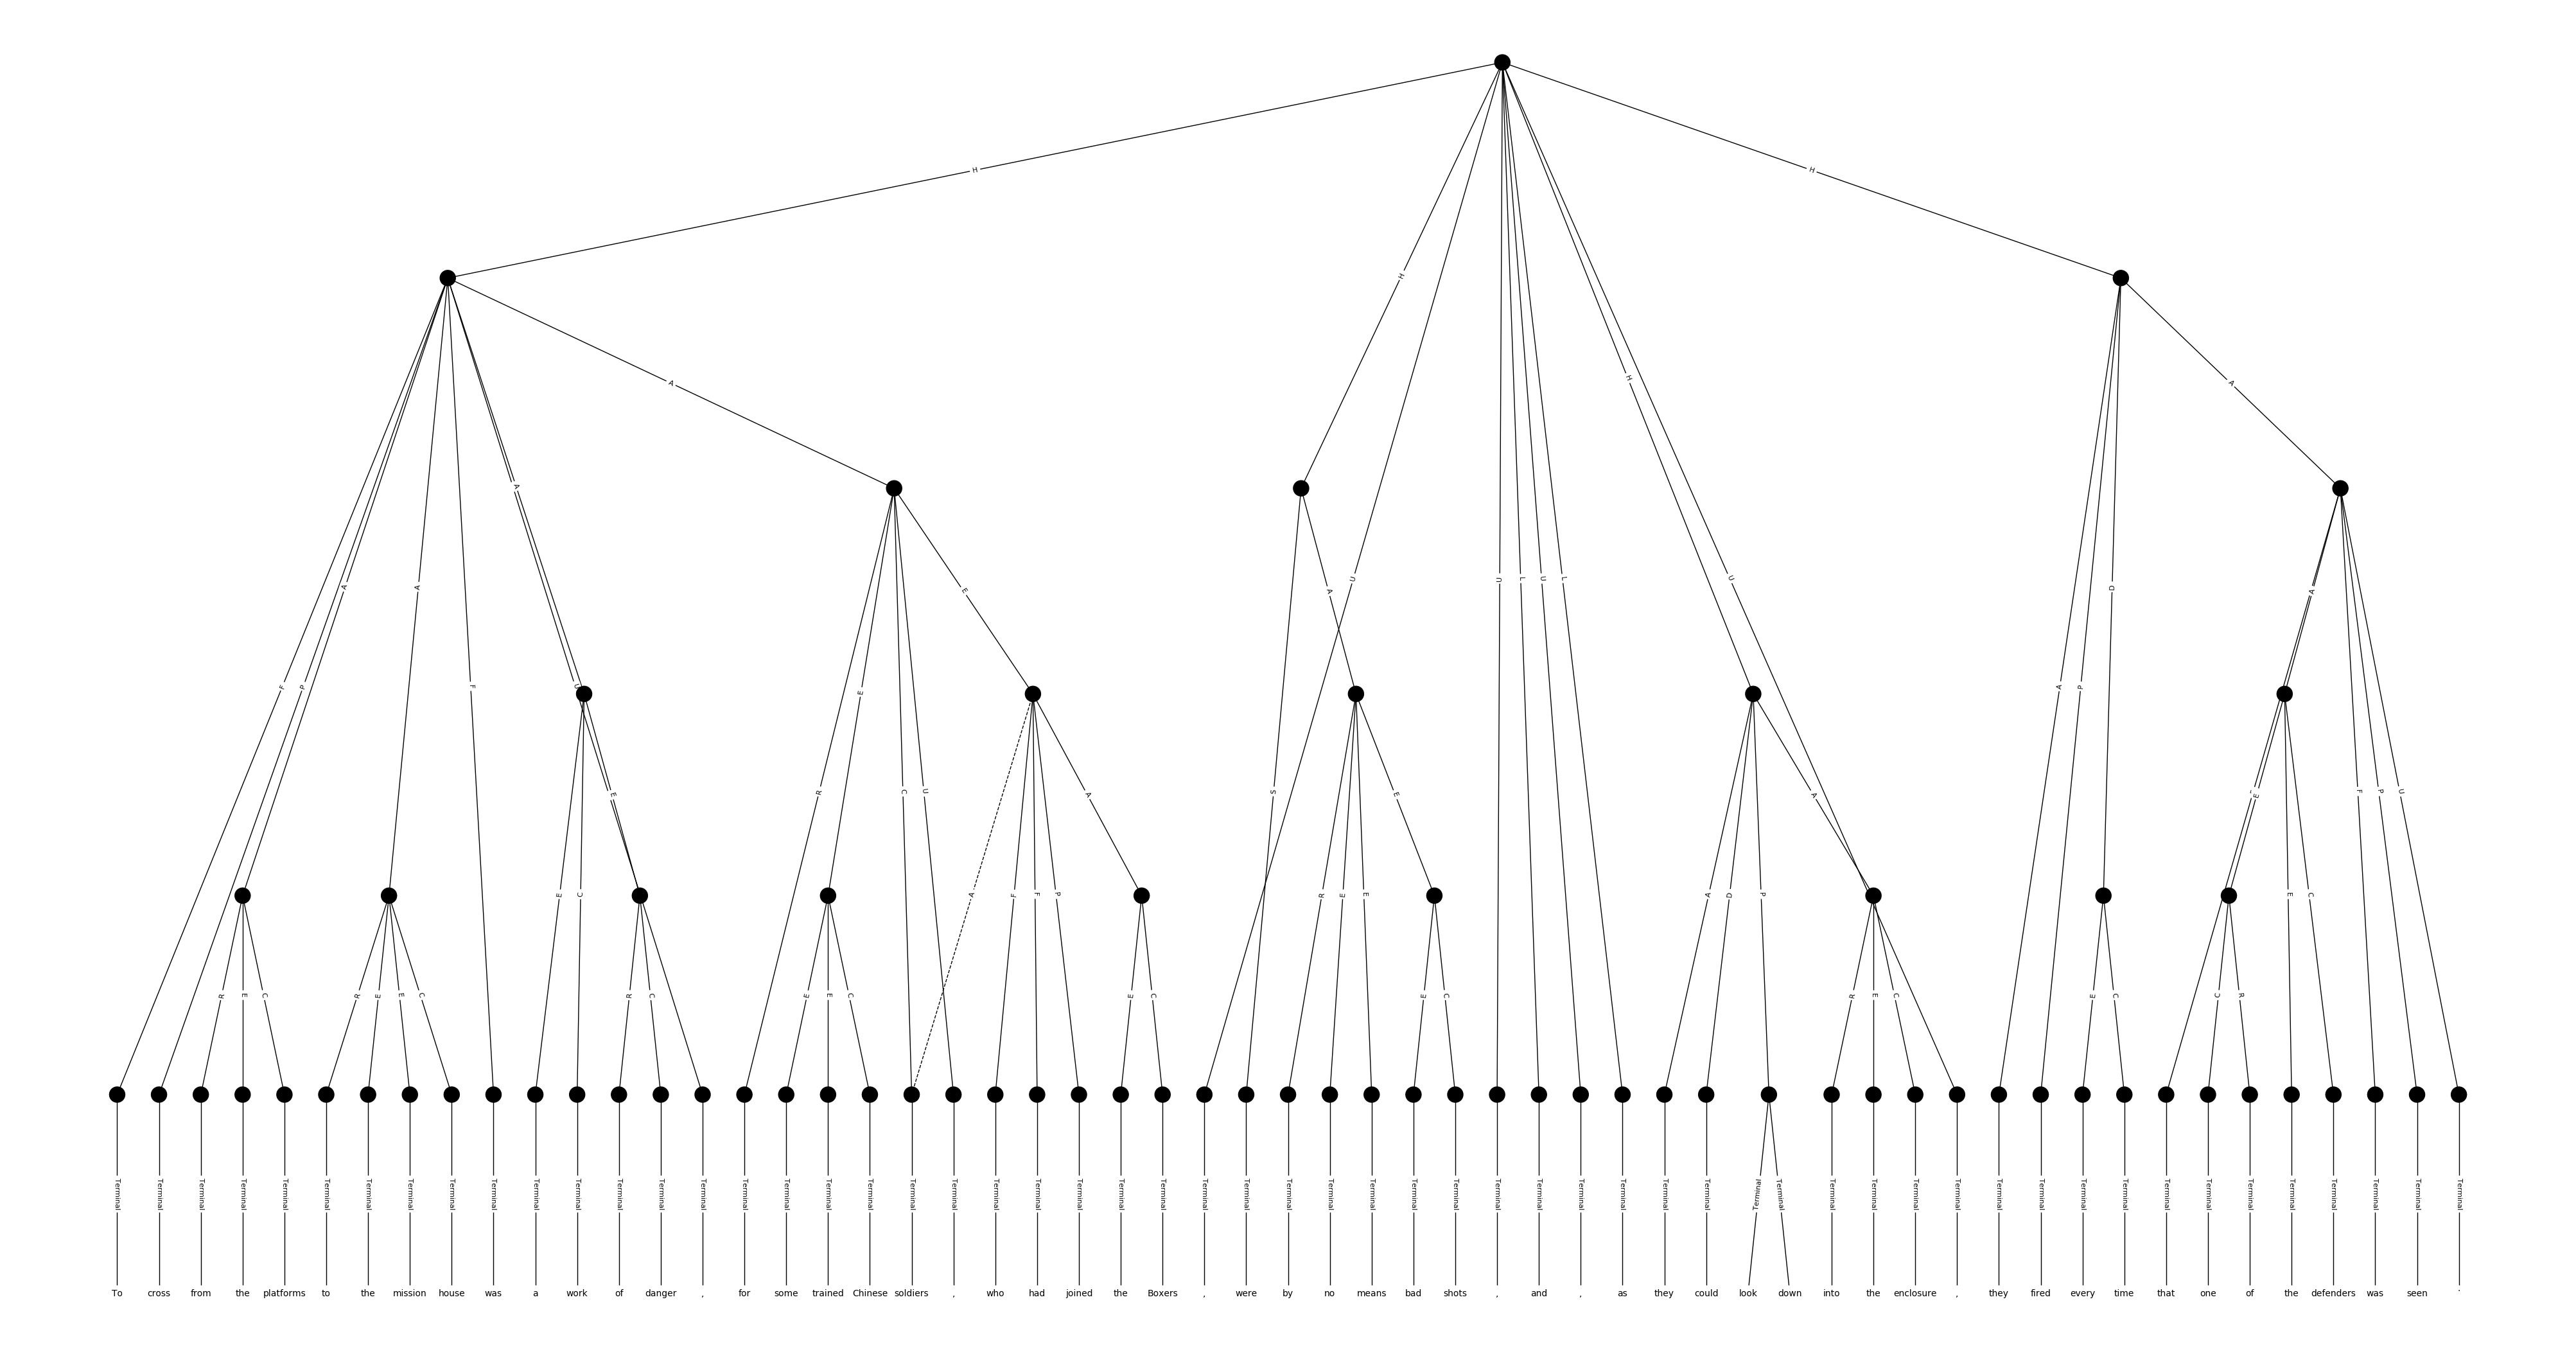 H H
H
A A
H
A
A A U U L U L U D A
F P F U P E A E A P
R E C U S E E A F P U
E C A F F P R E E A D P E C
R E E C
R E C R E E C R C E E C E C E C R E C E C C R
Terminal Terminal Terminal Terminal Terminal Terminal Terminal Terminal Terminal Terminal Terminal Terminal Terminal Terminal Terminal Terminal Terminal Terminal Terminal Terminal Terminal Terminal Terminal Terminal Terminal Terminal Terminal Terminal Terminal Terminal Terminal Terminal Terminal Terminal Terminal Terminal Terminal Terminal Terminal Terminal Terminal Terminal Terminal Terminal Terminal Terminal Terminal Terminal Terminal Terminal Terminal Terminal Terminal Terminal Terminal Terminal
To cross from the platforms to the mission house was a work of danger , for some trained Chinese soldiers , who had joined the Boxers , were by no means bad shots , and , as they could look down into the enclosure , they fired every time that one of the defenders was seen .